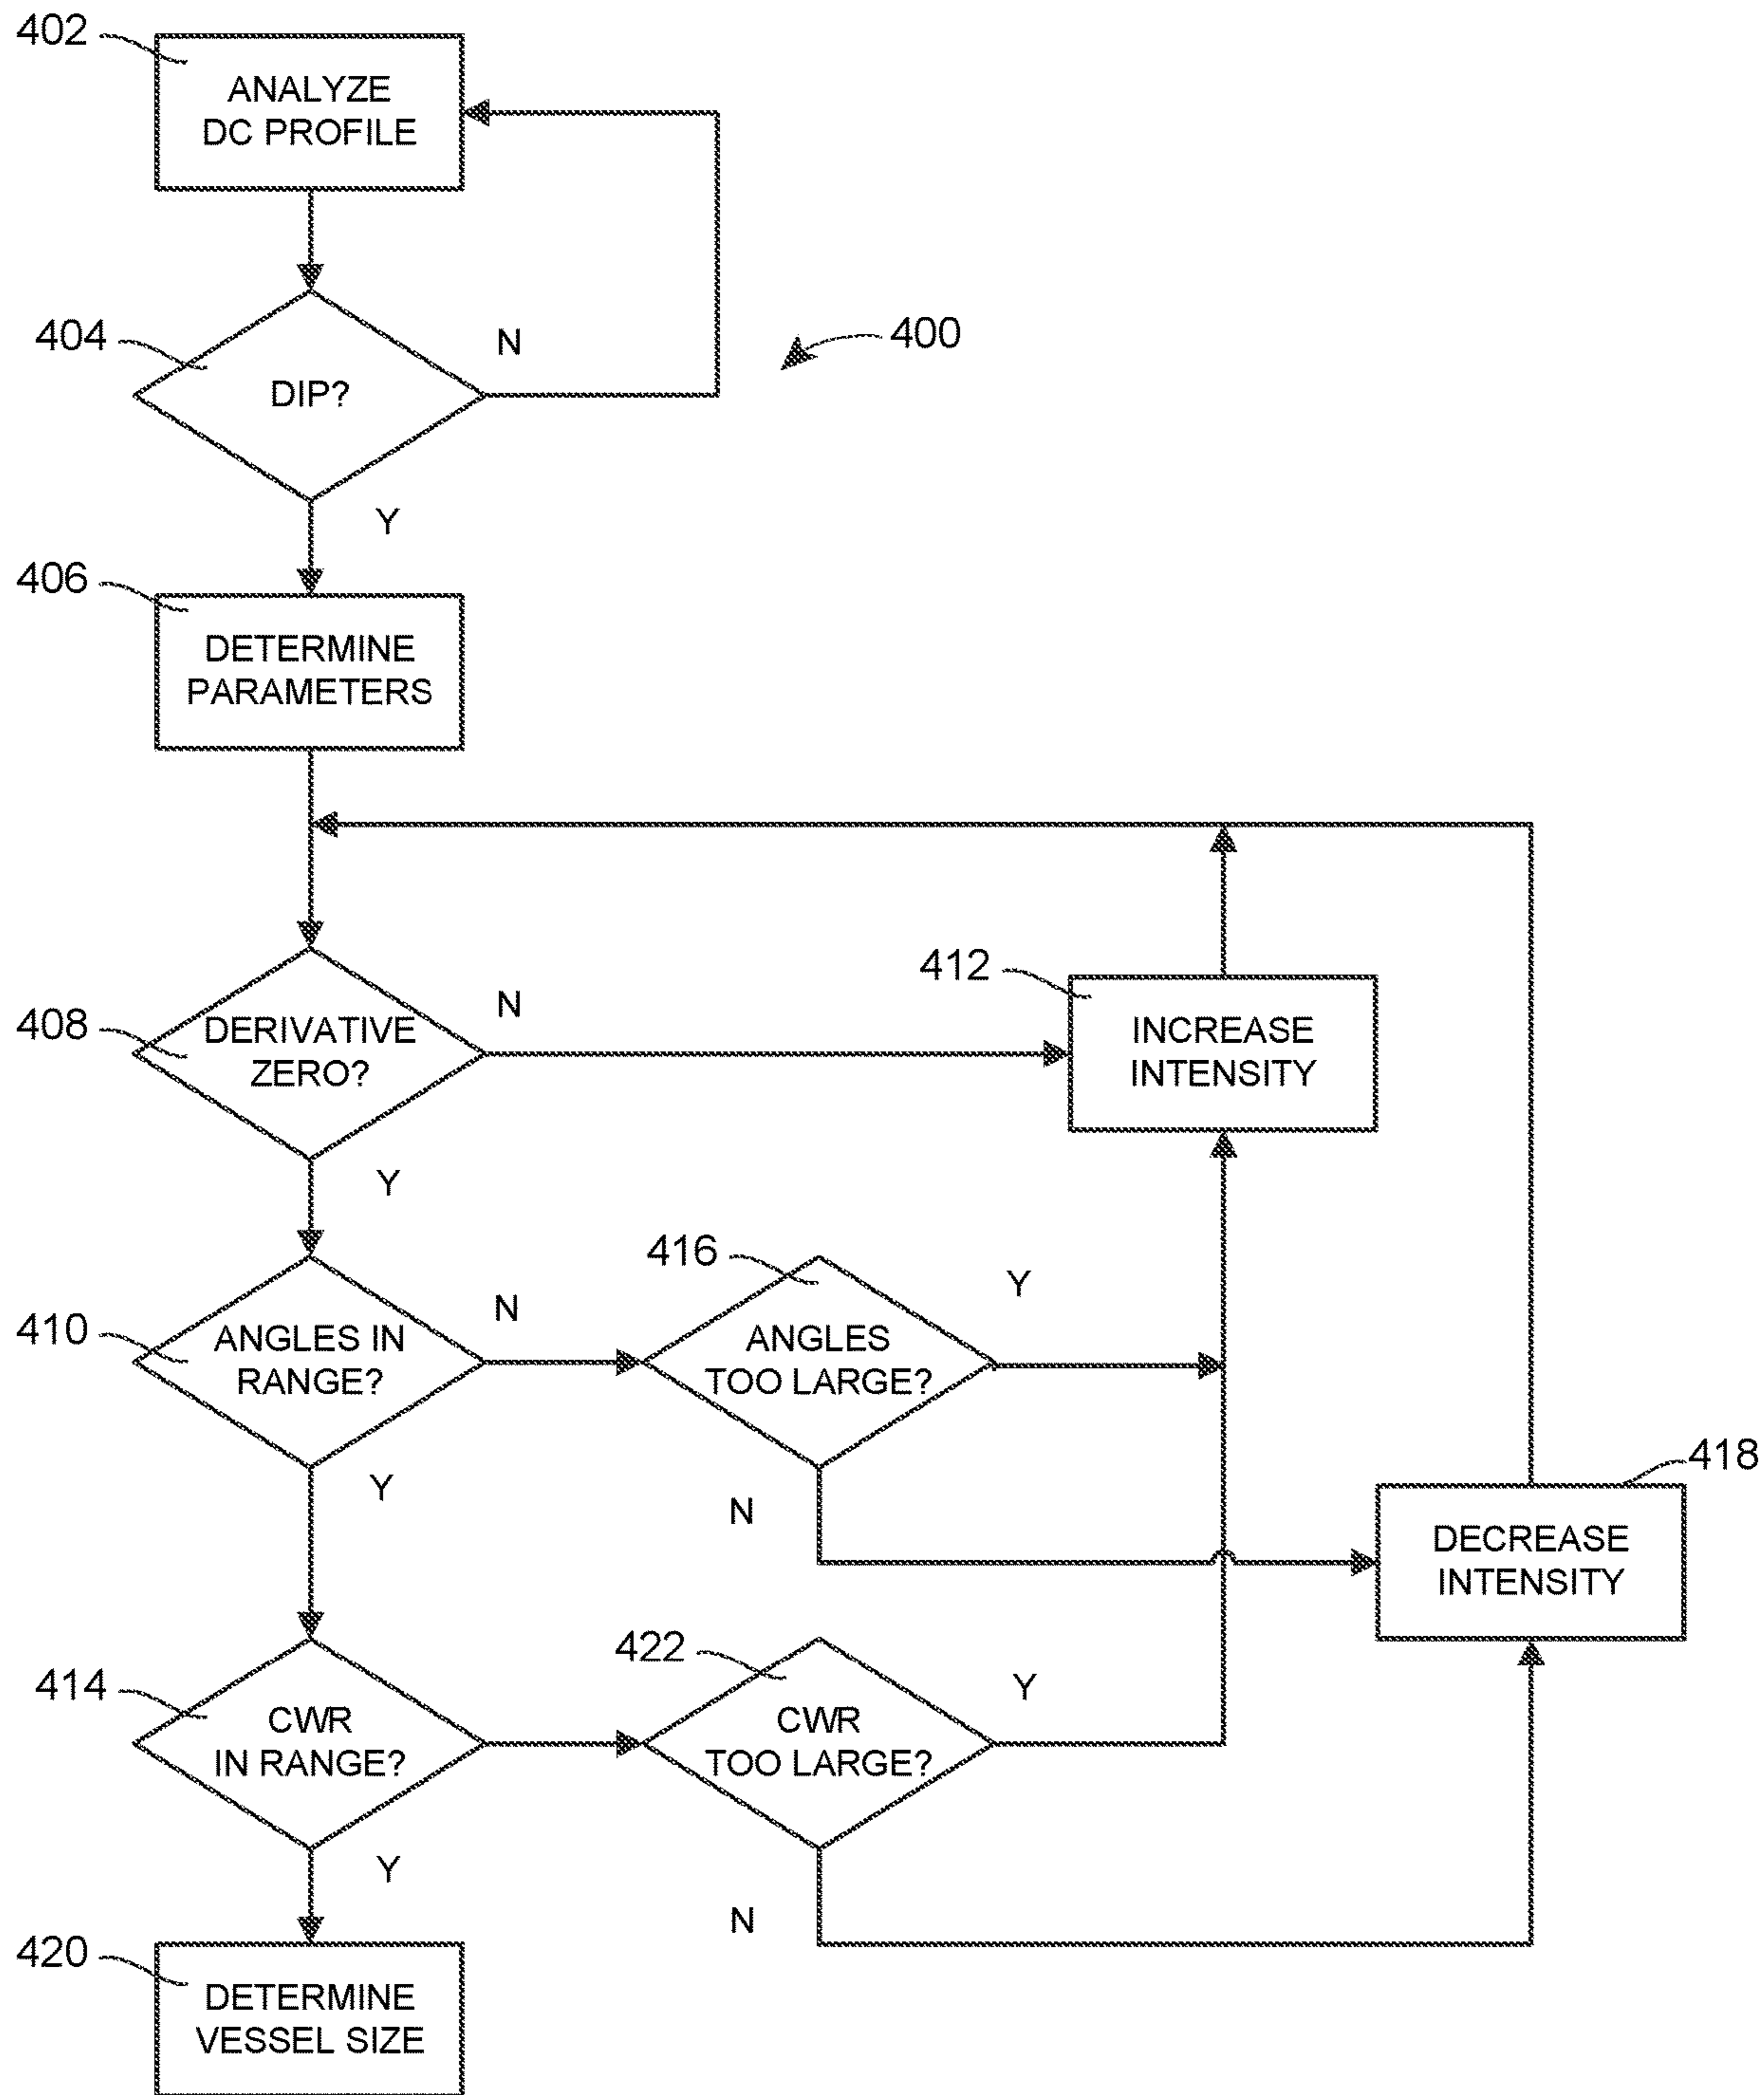 402
ANALYZE
DC PROFILE
404
DIP?
N
400
Y
406
DETERMINE
PARAMETERS
408
DERIVATIVE
ZERO?
N
412
INCREASE
INTENSITY
Y
410
ANGLES IN
RANGE?
N
416
ANGLES
TOO LARGE?
Y
N
418
DECREASE
INTENSITY
Y
414
CWR
IN RANGE?
422
CWR
TOO LARGE?
Y
N
Y
420
DETERMINE
VESSEL SIZE